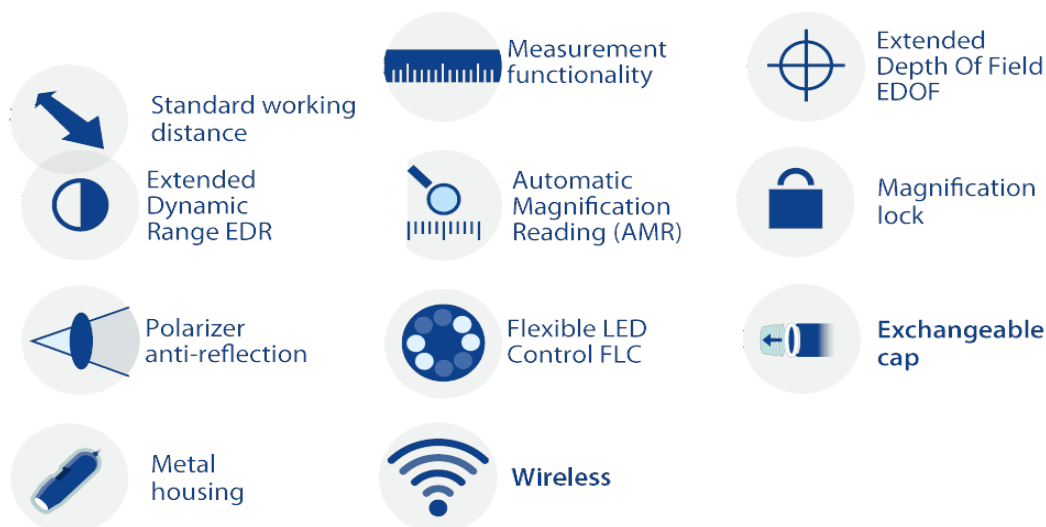 Measurement
functionality
Extended
Depth Of Field
EDOF
Standard working
distance
Extended
Dynamic
Range EDR
Automatic
Magnification
Reading (AMR)
Magnification
lock
Polarizer
anti-reflection
Flexible LED
Control FLC
Exchangeable
cap
Metal
housing
Wireless